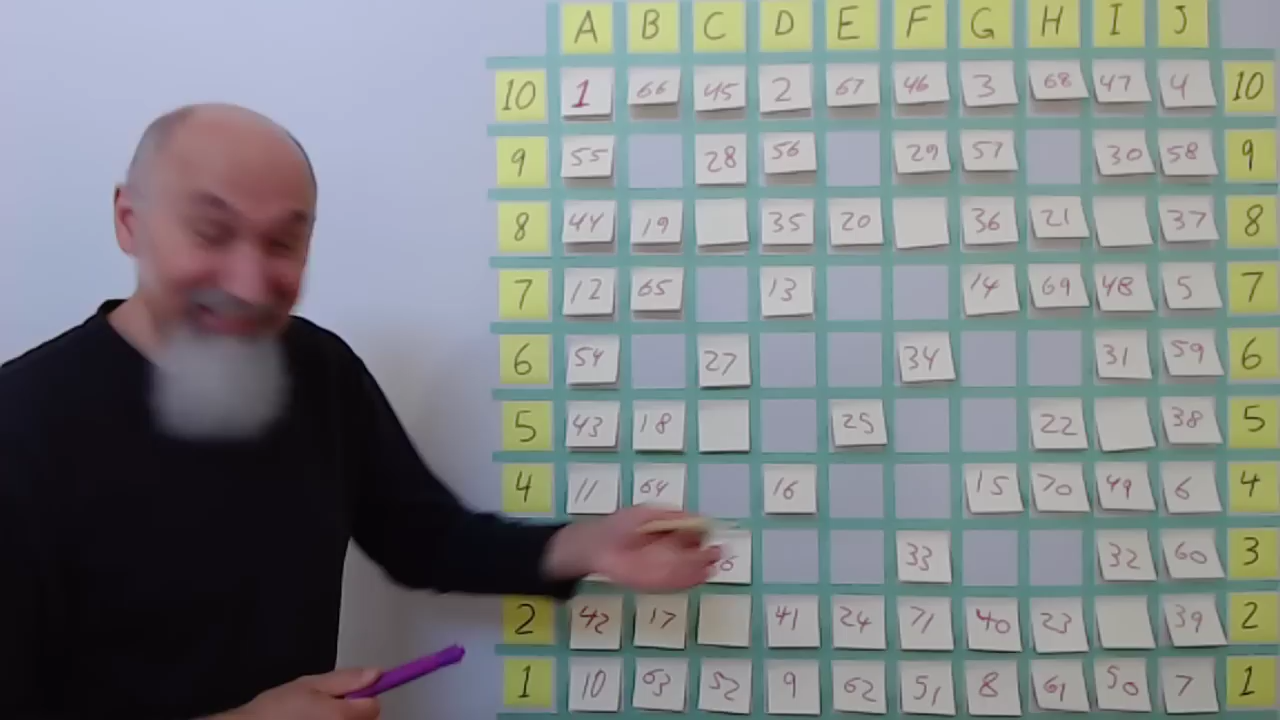 A B C D E F G H I J
10 1 66 45 2 67 46 3 68 47 4 10
9 55 28 56 29 57 30 58 9
8 44 19 35 20 36 21 37 8
7 12 65 13 14 69 48 5 7
6 54 27 34 31 59 6
5 43 18 25 22 38 5
4 11 64 16 15 70 49 6 4
33 32 60 3
2 42 17 41 24 71 40 23 39 2
1 10 63 52 9 62 51 8 61 50 7 1